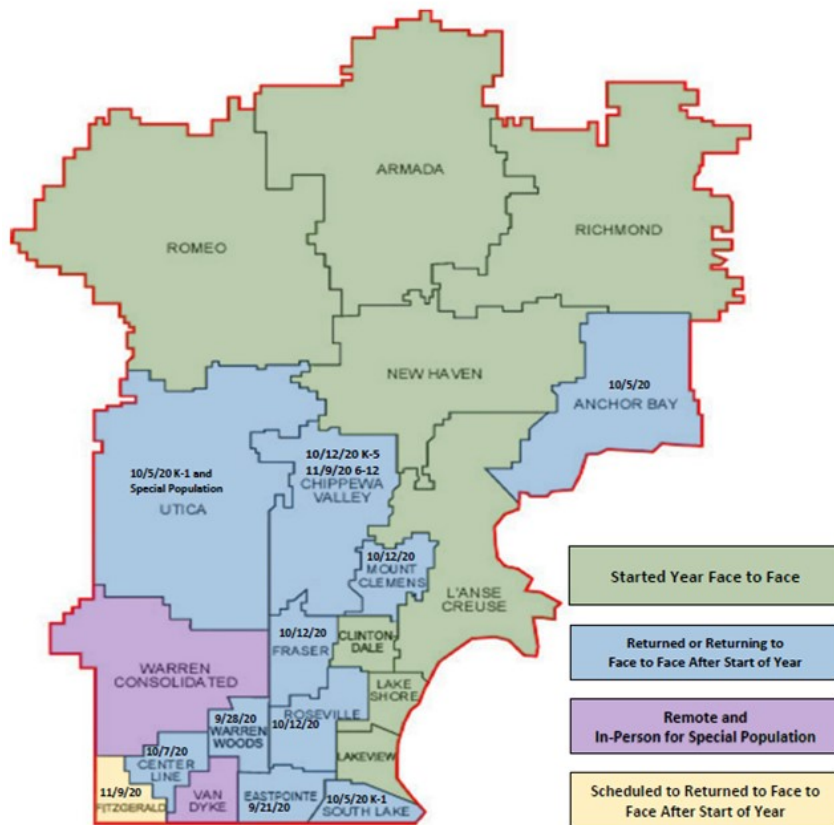 ARMADA
RICHMOND
ROMEO
NEW HAVEN
10/5/20
ANCHOR BAY
10/12/20 K-5
11/9/20 6-12
CHIPPEWA
VALLEY
10/5/20 K-1 and
Special Population
UTICA
10/12/20
MOUNT
CLEMENS
L'ANSE
CREUSE
10/12/20
FRASER
CLINTON-
DALE
WARREN
CONSOLIDATED
LAKE
SHORE
ROSEVILLE
10/12/20
9/28/20
WARREN
WOODS
10/7/20
CENTER
LINE
LAKEVIEW
11/9/20
FITZGERALD
VAN
DYKE
EASTPOINTE
9/21/20
10/5/20 K-1
SOUTH LAKE
Started Year Face to Face
Returned or Returning to
Face to Face After Start of Year
Remote and
In-Person for Special Population
Scheduled to Returned to Face to
Face After Start of Year